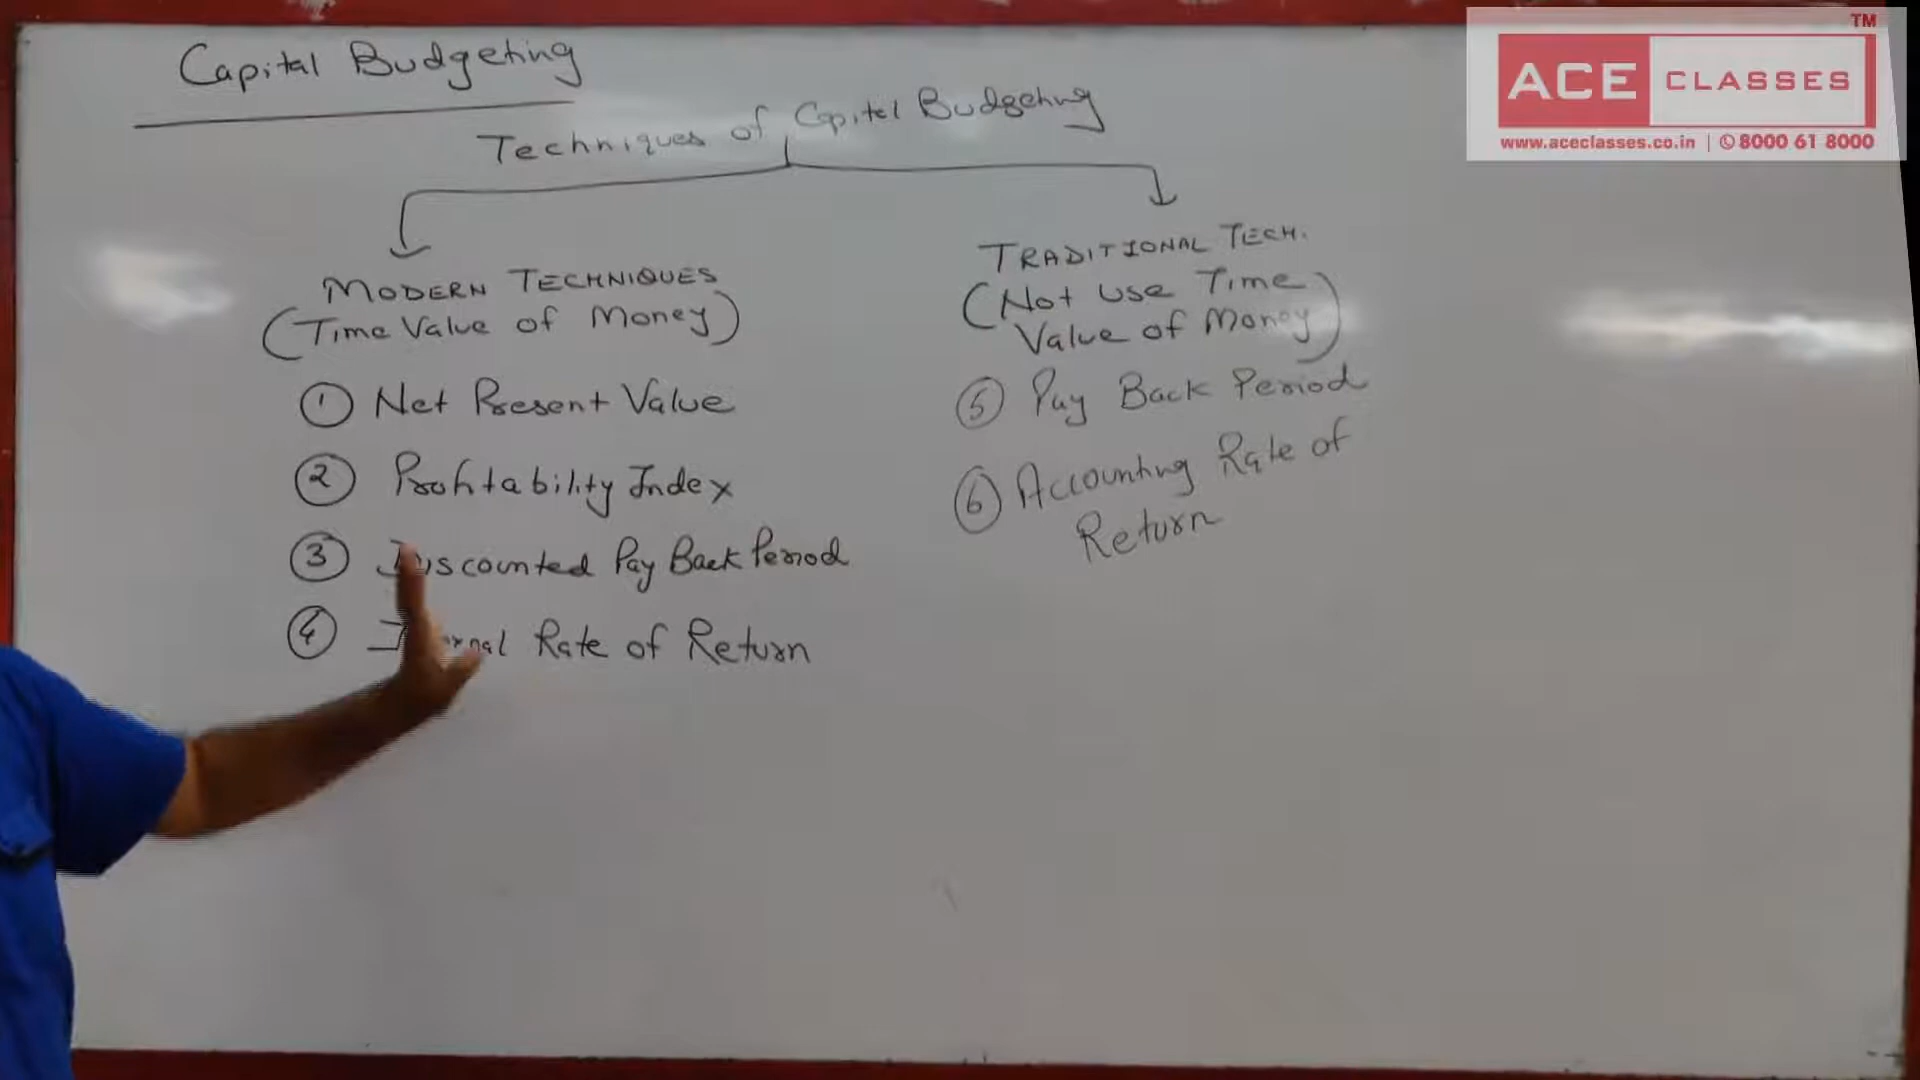 Capital Budgeting
Techniques of Capital Budgeting
MODERN TECHNIQUES
(Time Value of Money)
① Net Present Value
② Profitability Index
③ Discounted Pay Back Period
④ Rate of Return
TRADITIONAL TECH.
(Not use Time
Value of Money)
⑤ Pay Back Period
⑥ Accounting Rate of
Return
ACE CLASSES TM
www.aceclasses.co.in | 8000 61 8000